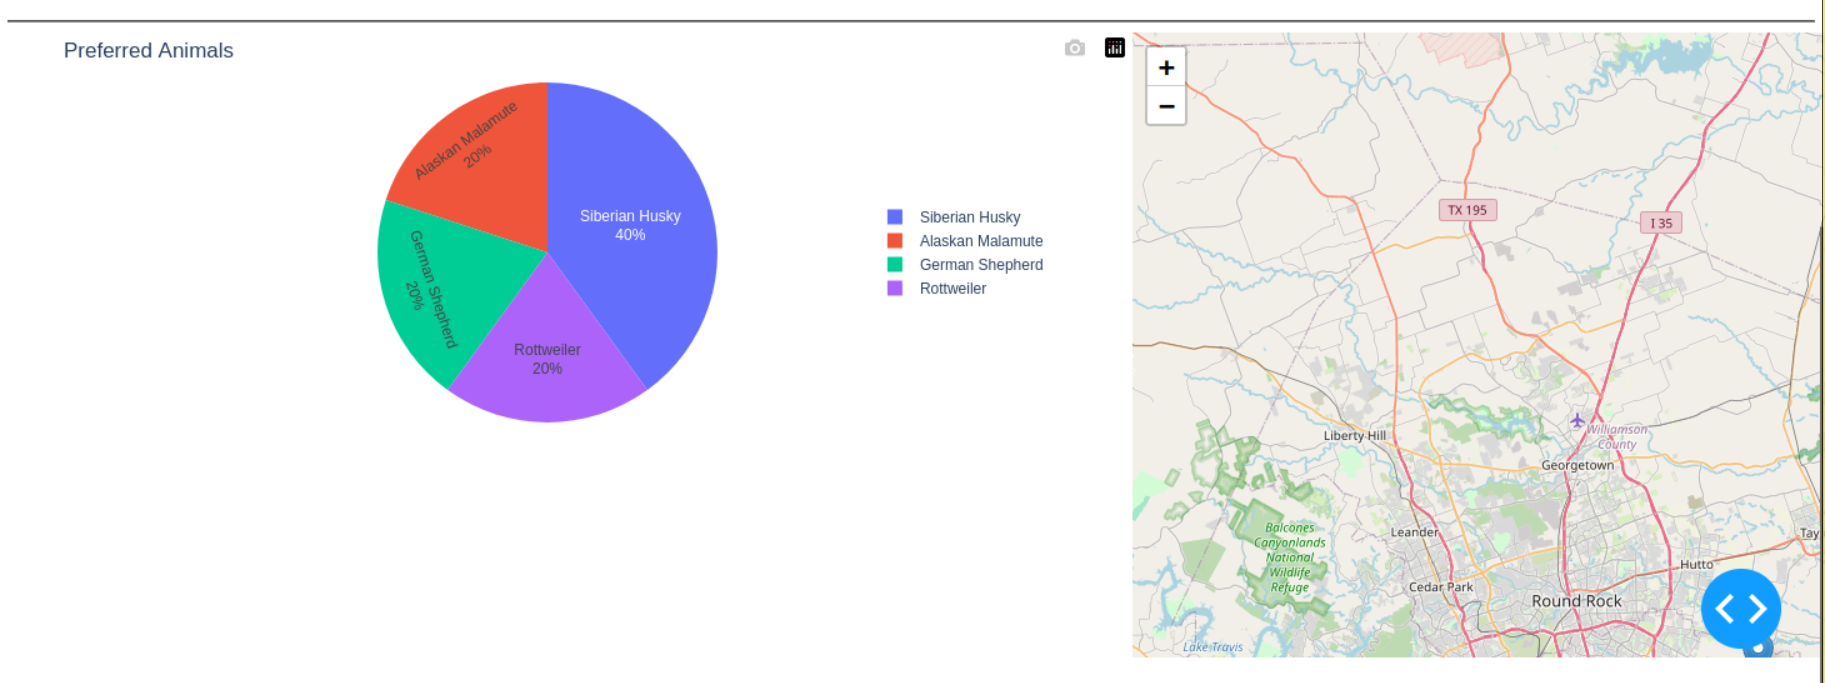 Preferred Animals
Alaskan Malamute
20%
Siberian Husky
40%
German Shepherd
20%
Rottweiler
20%
Siberian Husky
Alaskan Malamute
German Shepherd
Rottweiler
+
−
TX 195
I 35
Liberty Hill
Williamson
County
Georgetown
Balcones
Canyonlands
National
Wildlife
Refuge
Leander
Tay
Hutto
Cedar Park
Round Rock
Lake Travis